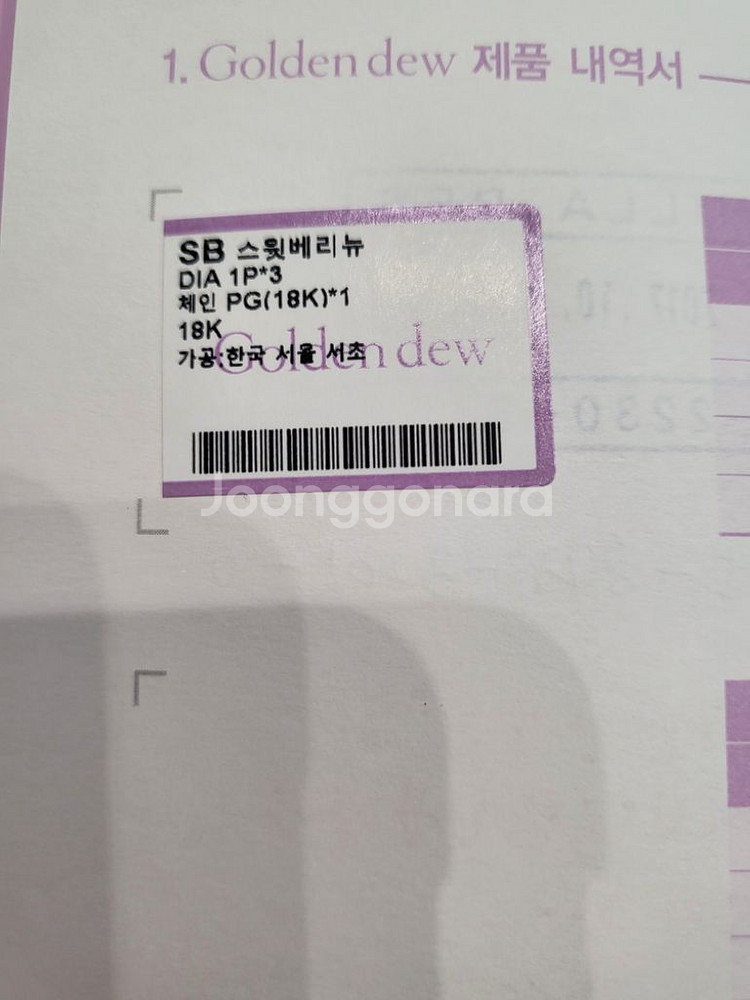 1. Golden dew 제품 내역서
SB 스윗베리뉴
DIA 1P*3
체인 PG(18K)*1
18K
가공:한국 서울 서초
Golden dew
Joonggonara